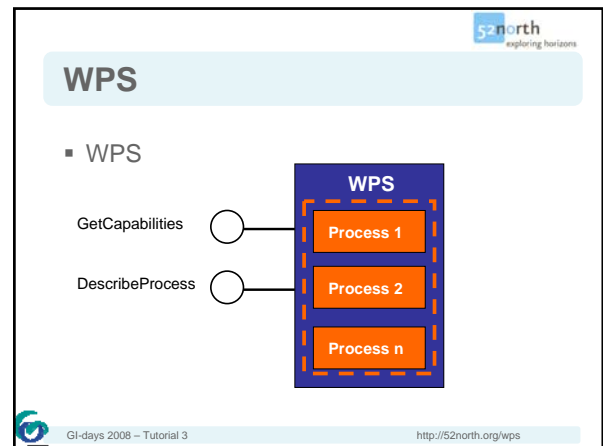 52north
exploring horizons
WPS
▪ WPS
WPS
GetCapabilities
Process 1
DescribeProcess
Process 2
Process n
GI-days 2008 – Tutorial 3
http://52north.org/wps